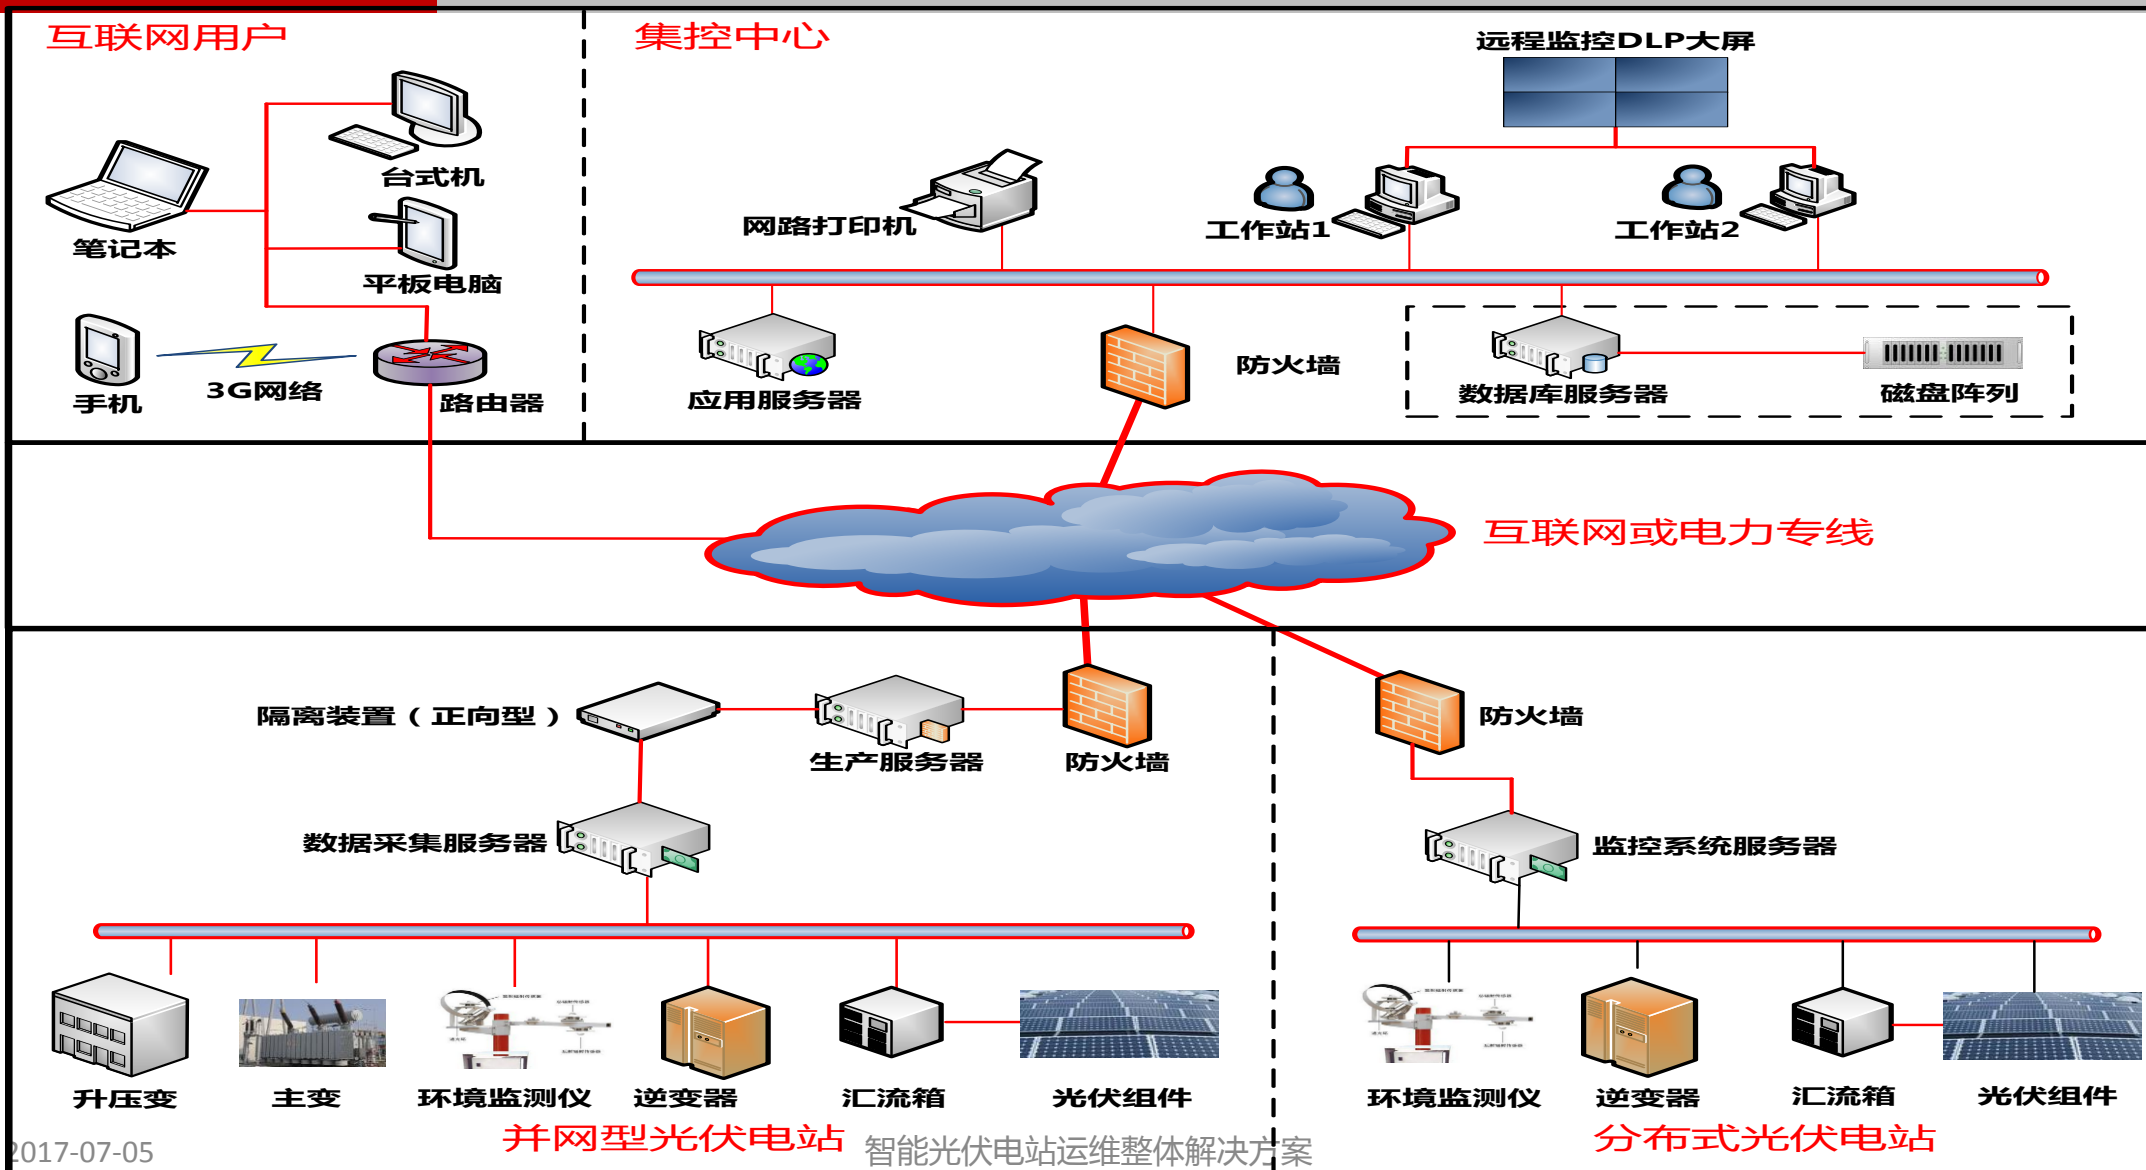 互联网用户
集控中心
远程监控DLP大屏
台式机
网路打印机
工作站1
工作站2
笔记本
平板电脑
防火墙
3G网络
手机
路由器
应用服务器
数据库服务器
磁盘阵列
互联网或电力专线
隔离装置（正向型）
生产服务器
防火墙
防火墙
数据采集服务器
监控系统服务器
升压变
主变
环境监测仪
逆变器
汇流箱
光伏组件
环境监测仪
逆变器
汇流箱
光伏组件
并网型光伏电站
分布式光伏电站
2017-07-05
智能光伏电站运维整体解决方案